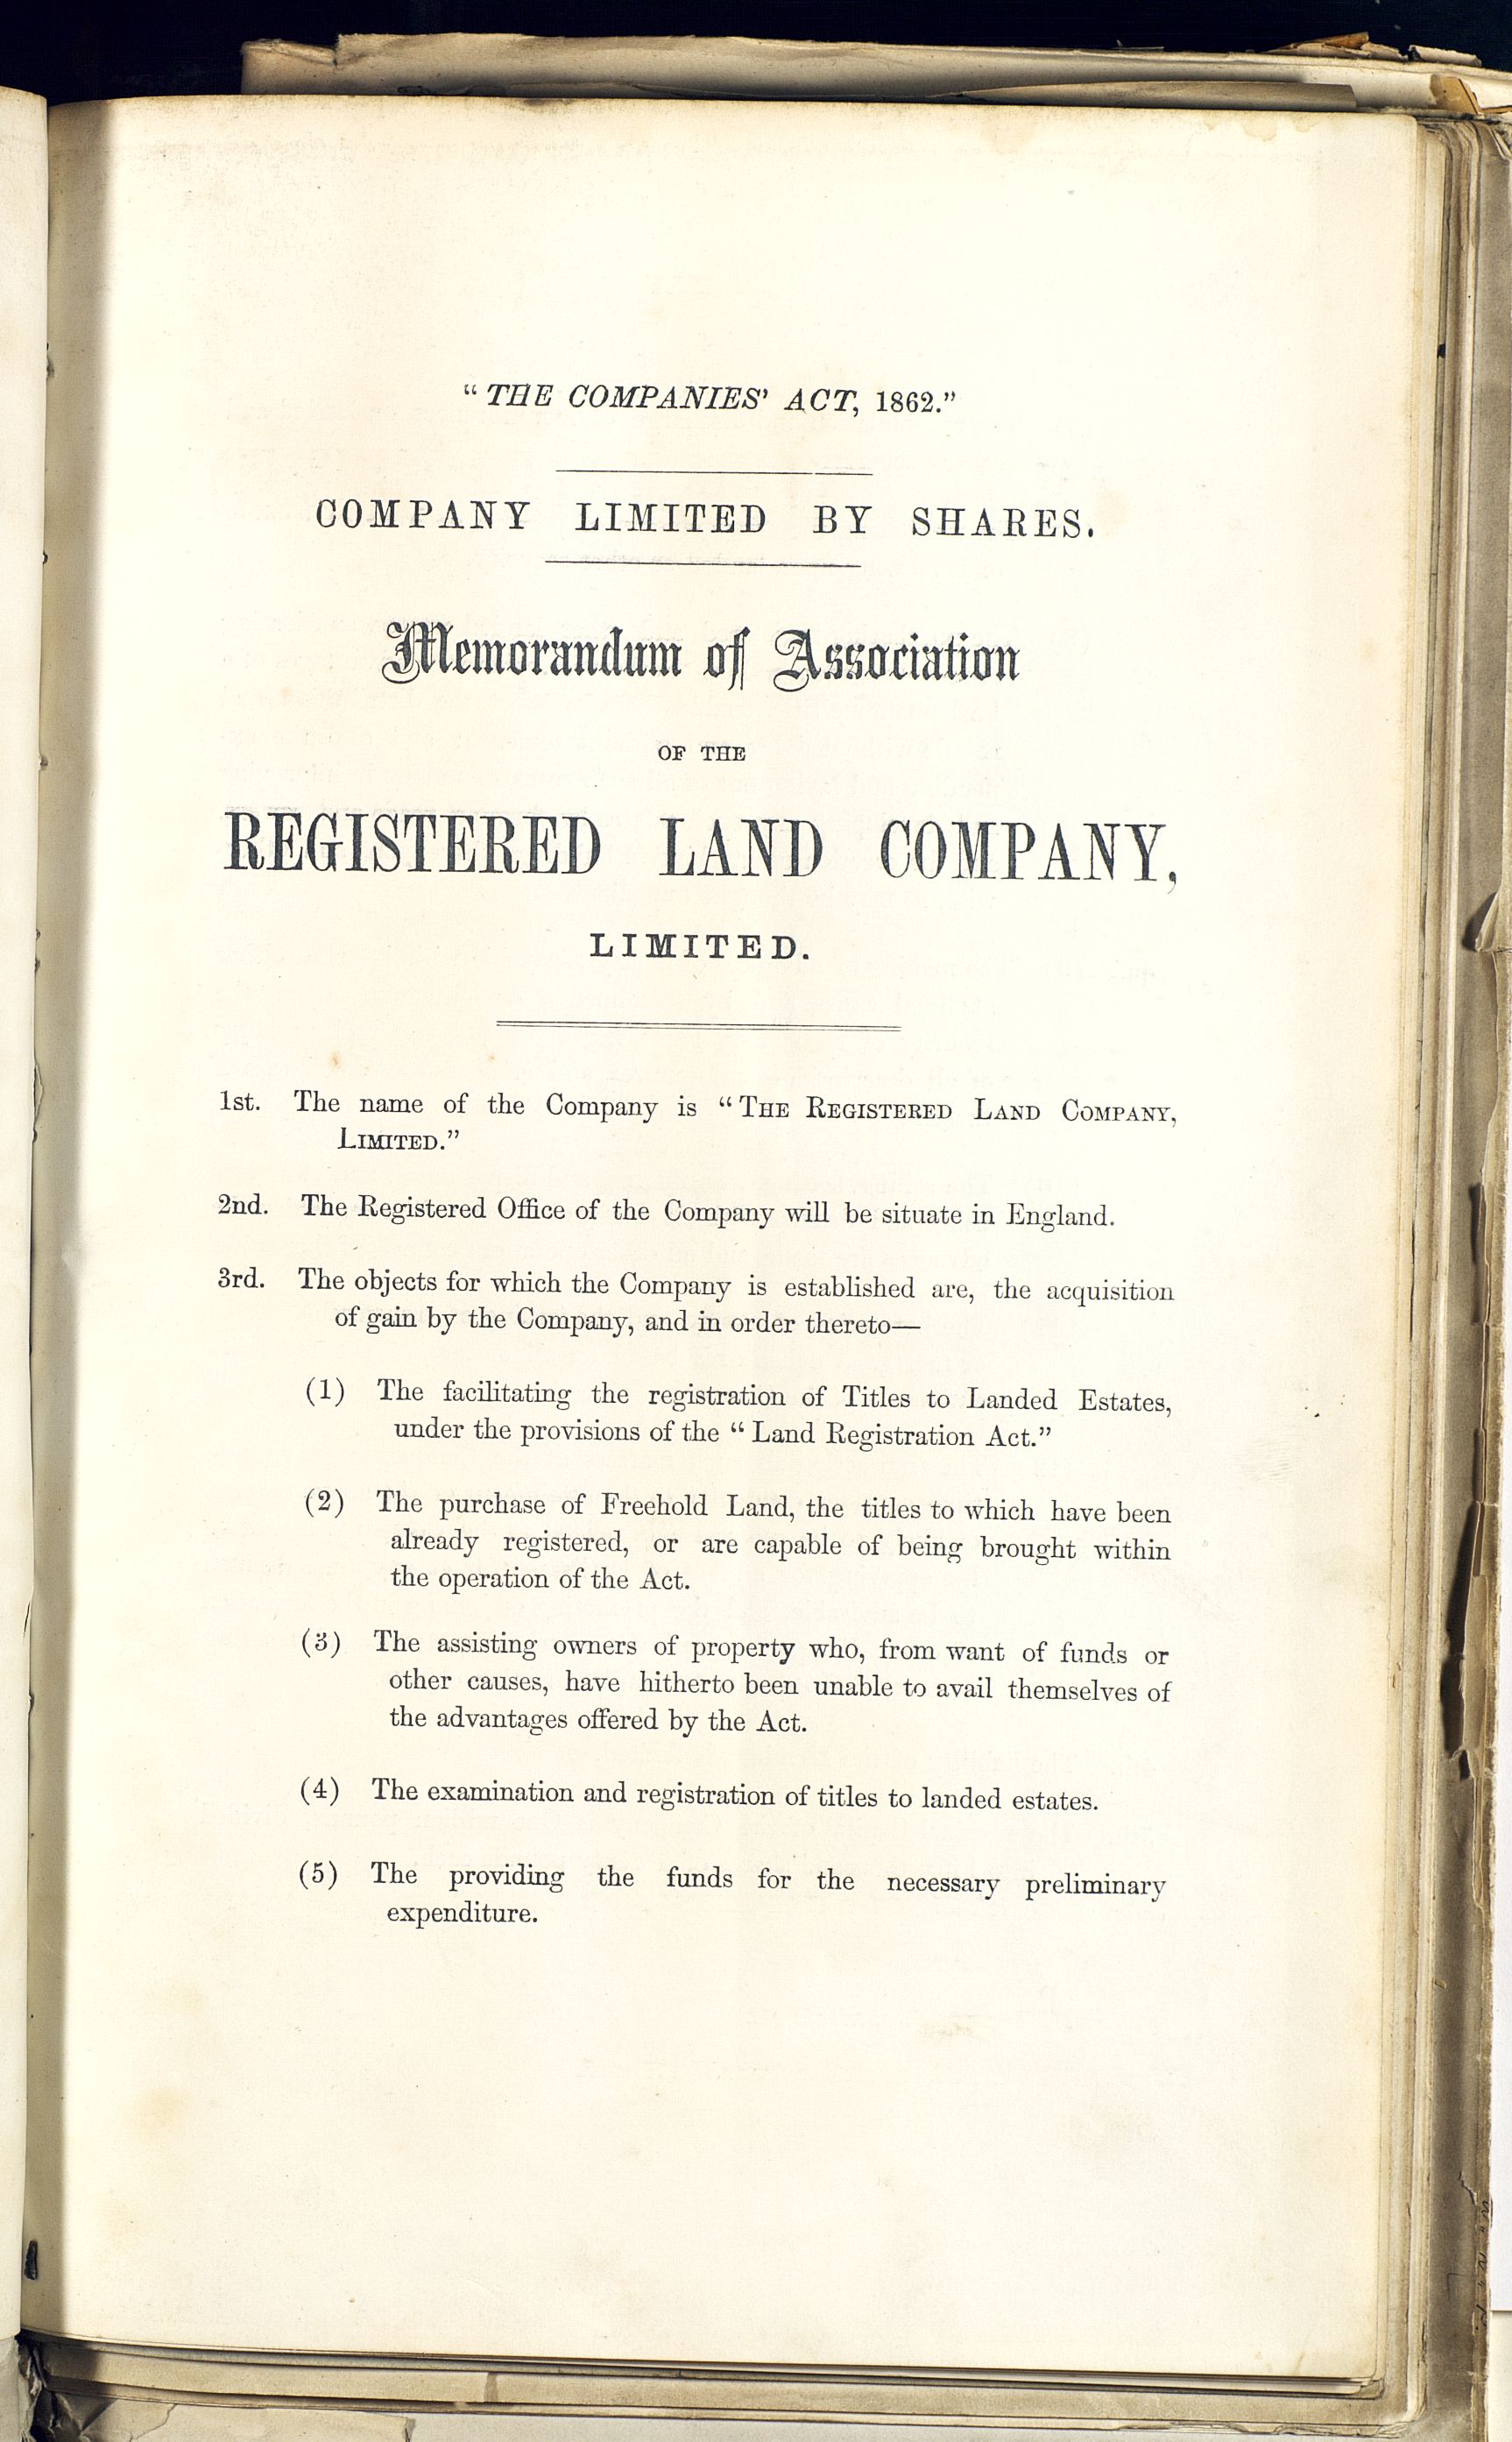 “THE COMPANIES’ ACT, 1862.”
COMPANY LIMITED BY SHARES.
Memorandum of Association
OF THE
REGISTERED LAND COMPANY,
LIMITED.
1st. The name of the Company is “THE REGISTERED LAND COMPANY,
LIMITED.”
2nd. The Registered Office of the Company will be situate in England.
3rd. The objects for which the Company is established are, the acquisition
of gain by the Company, and in order thereto—
(1) The facilitating the registration of Titles to Landed Estates,
under the provisions of the “Land Registration Act.”
(2) The purchase of Freehold Land, the titles to which have been
already registered, or are capable of being brought within
the operation of the Act.
(3) The assisting owners of property who, from want of funds or
other causes, have hitherto been unable to avail themselves of
the advantages offered by the Act.
(4) The examination and registration of titles to landed estates.
(5) The providing the funds for the necessary preliminary
expenditure.